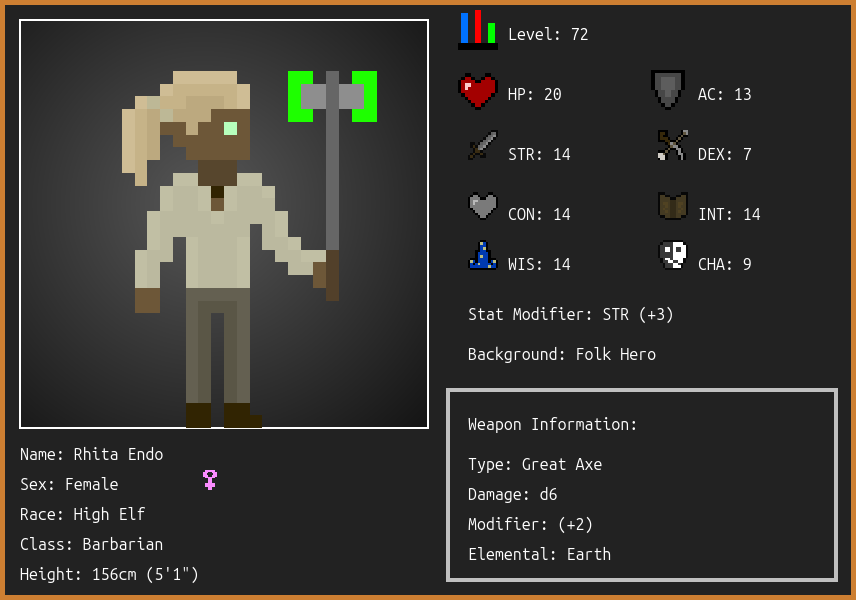 Level: 72
HP: 20
AC: 13
STR: 14
DEX: 7
CON: 14
INT: 14
WIS: 14
CHA: 9
Stat Modifier: STR (+3)
Background: Folk Hero
Weapon Information:
Type: Great Axe
Damage: d6
Modifier: (+2)
Elemental: Earth
Name: Rhita Endo
Sex: Female
Race: High Elf
Class: Barbarian
Height: 156cm (5'1")